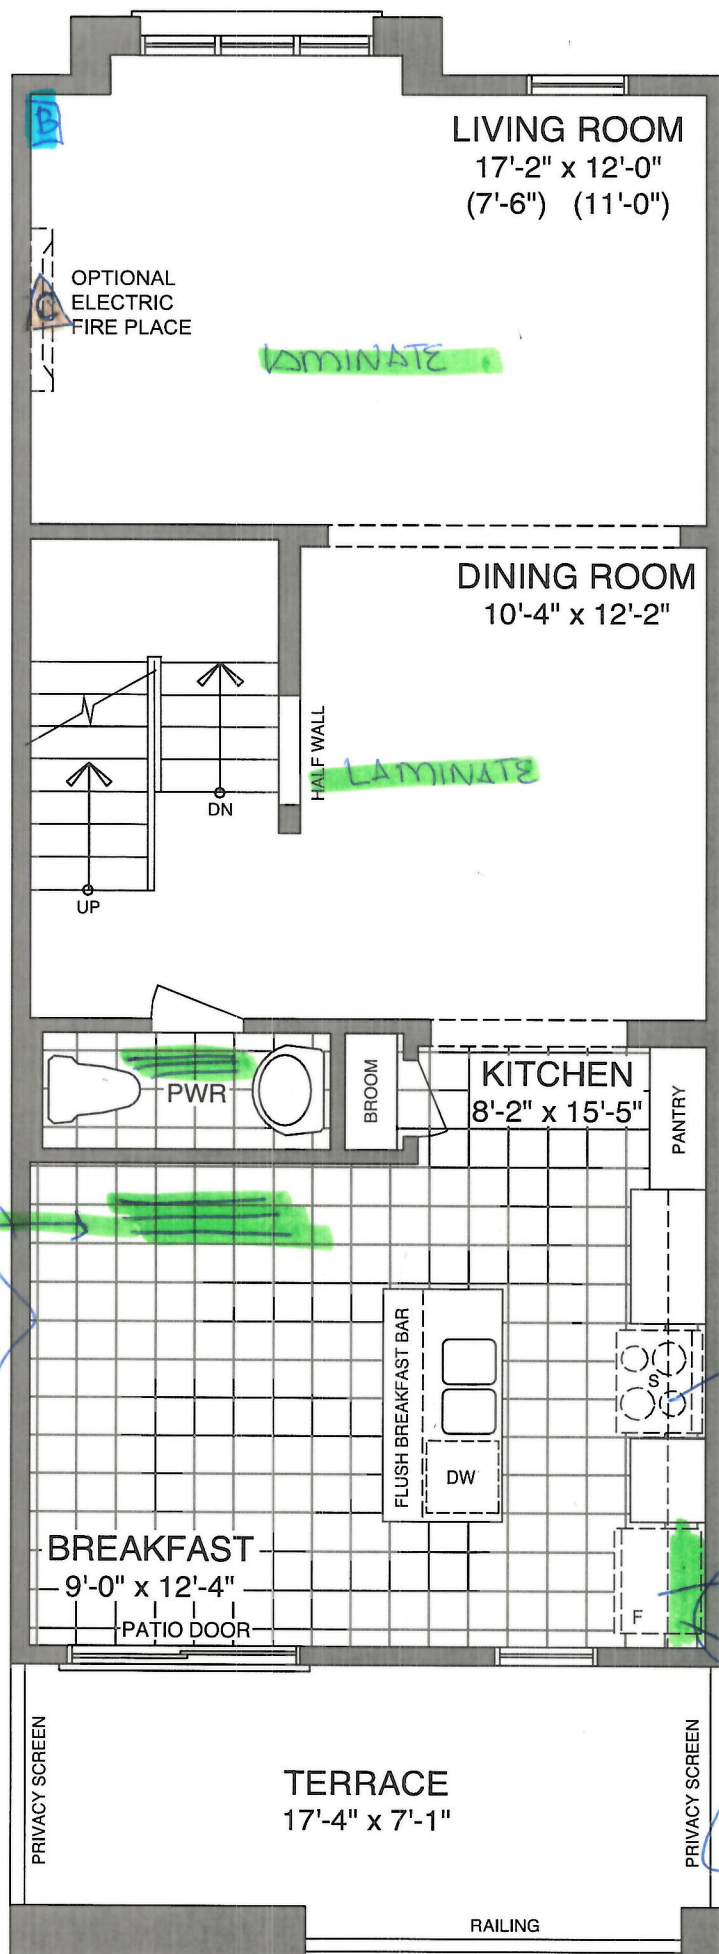 B
LIVING ROOM
17'-2" x 12'-0"
(7'-6") (11'-0")
OPTIONAL
ELECTRIC
FIRE PLACE
C
LAMINATE
DINING ROOM
10'-4" x 12'-2"
HALF WALL
LAMINATE
DN
UP
PWR
BROOM
KITCHEN
8'-2" x 15'-5"
PANTRY
FLUSH BREAKFAST BAR
S
DW
BREAKFAST
9'-0" x 12'-4"
F
PATIO DOOR
PRIVACY SCREEN
TERRACE
17'-4" x 7'-1"
PRIVACY SCREEN
RAILING